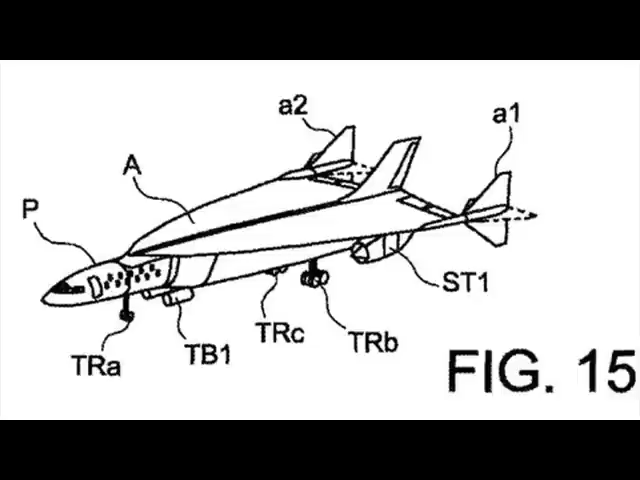 a2
a1
A
P
ST1
TRa
TB1
TRc
TRb
FIG. 15